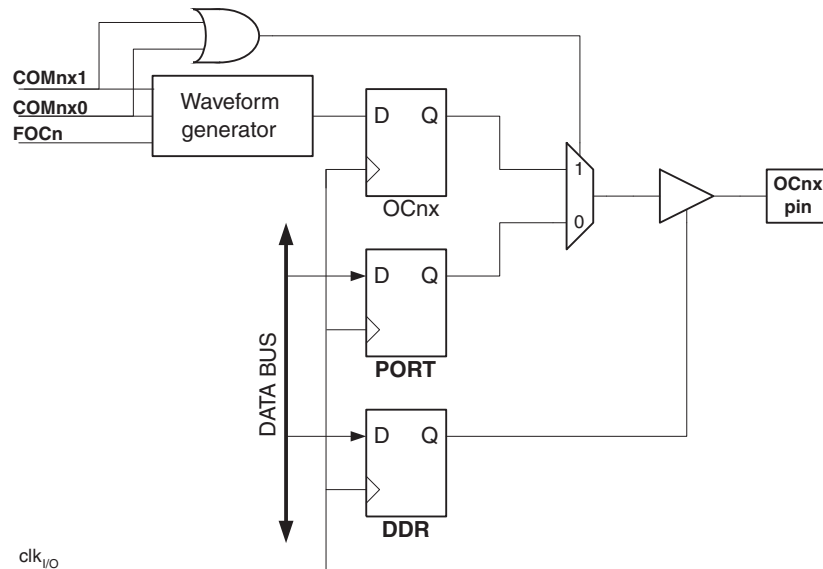 COMnx1
COMnx0
FOCn
Waveform
generator
D Q
OCnx
1
0
OCnx
pin
D Q
PORT
DATA BUS
D Q
DDR
clkI/O